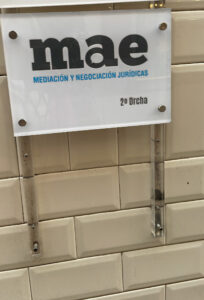 mae
MEDIACIÓN Y NEGOCIACIÓN JURÍDICAS
2º Drcha